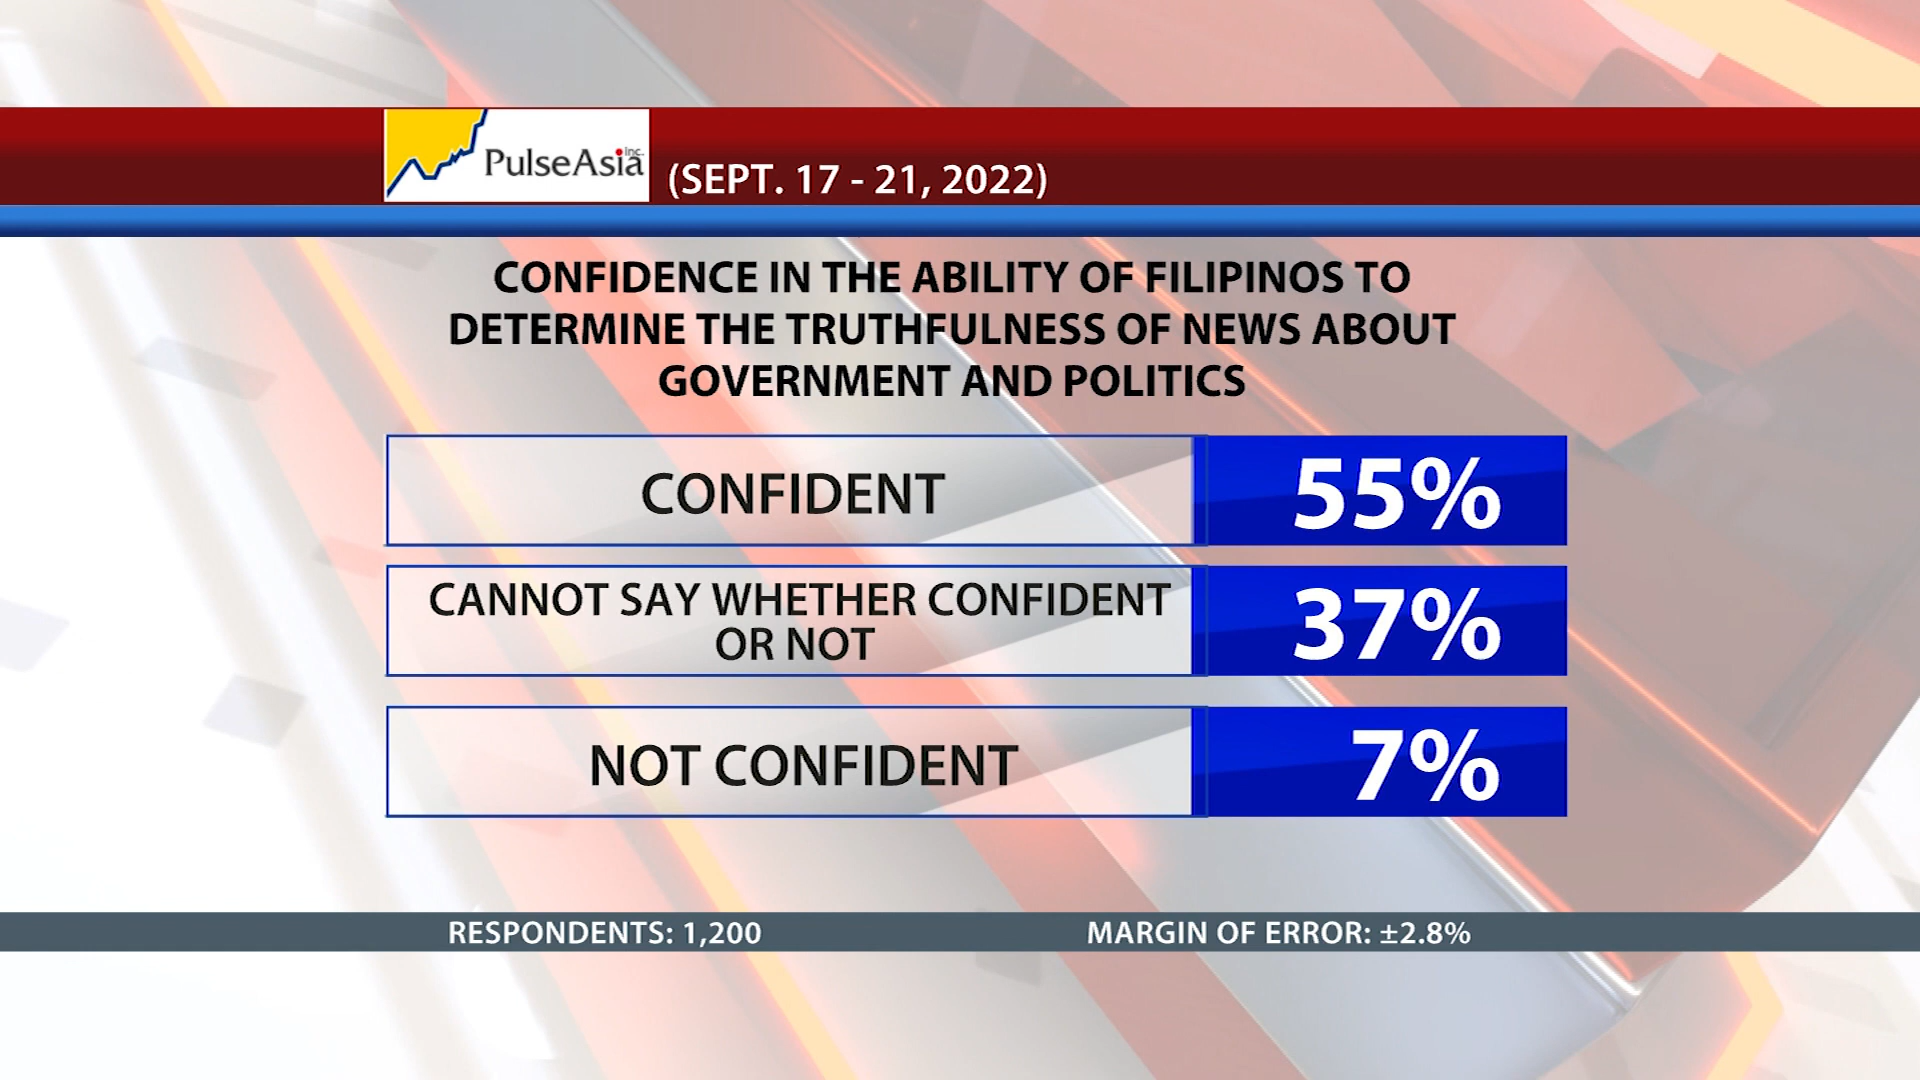 PulseAsia Inc. (SEPT. 17 - 21, 2022)
CONFIDENCE IN THE ABILITY OF FILIPINOS TO
DETERMINE THE TRUTHFULNESS OF NEWS ABOUT
GOVERNMENT AND POLITICS
CONFIDENT 55%
CANNOT SAY WHETHER CONFIDENT
OR NOT 37%
NOT CONFIDENT 7%
RESPONDENTS: 1,200 MARGIN OF ERROR: ±2.8%